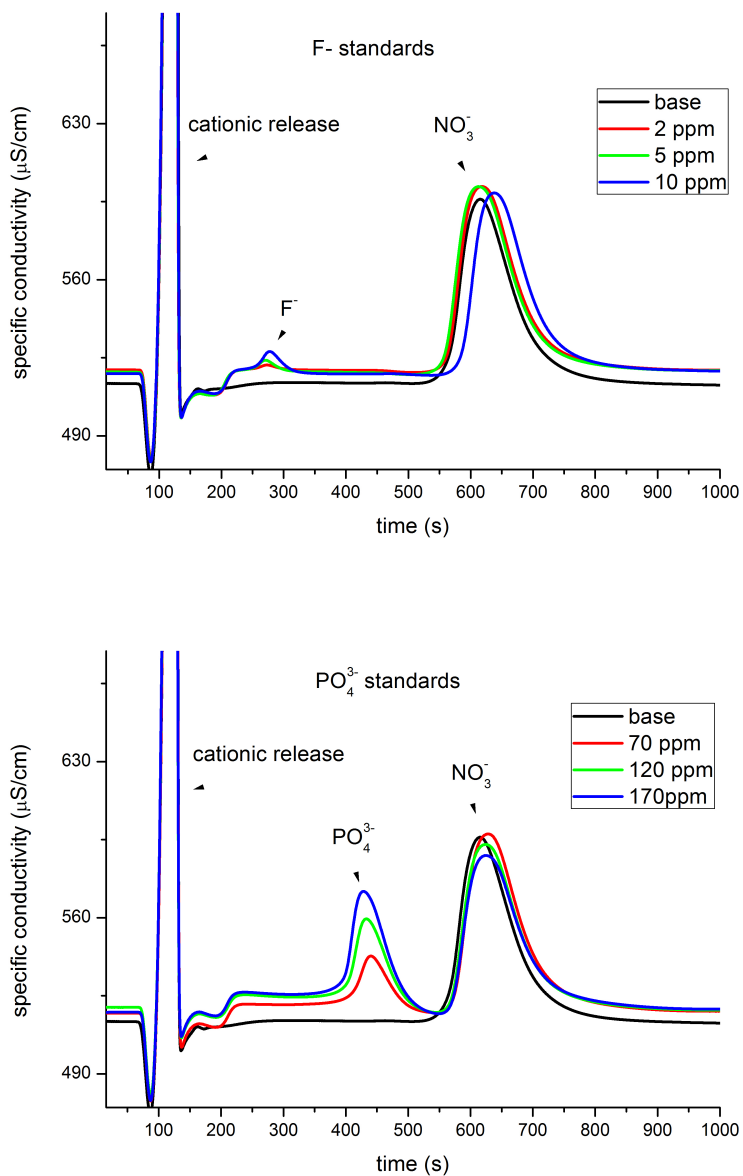 F- standards
base
2 ppm
5 ppm
10 ppm
cationic release
NO₃⁻
F⁻
630
560
490
specific conductivity (μS/cm)
100 200 300 400 500 600 700 800 900 1000
time (s)
PO₄³⁻ standards
base
70 ppm
120 ppm
170ppm
cationic release
NO₃⁻
PO₄³⁻
630
560
490
specific conductivity (μS/cm)
100 200 300 400 500 600 700 800 900 1000
time (s)